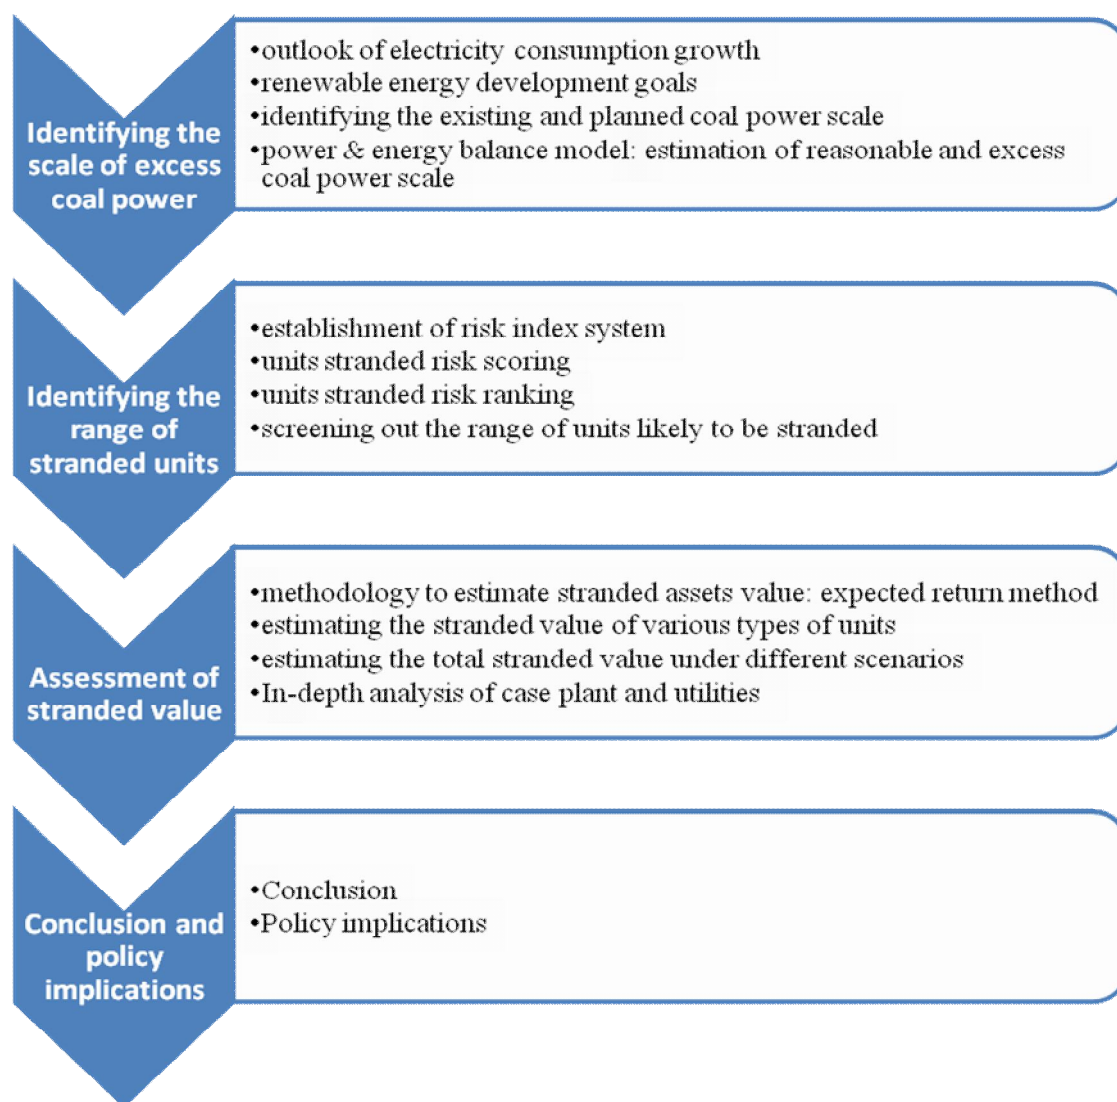 Identifying the
scale of excess
coal power
•outlook of electricity consumption growth
•renewable energy development goals
•identifying the existing and planned coal power scale
•power & energy balance model: estimation of reasonable and excess
coal power scale
Identifying the
range of
stranded units
•establishment of risk index system
•units stranded risk scoring
•units stranded risk ranking
•screening out the range of units likely to be stranded
Assessment of
stranded value
•methodology to estimate stranded assets value: expected return method
•estimating the stranded value of various types of units
•estimating the total stranded value under different scenarios
•In-depth analysis of case plant and utilities
Conclusion and
policy
implications
•Conclusion
•Policy implications